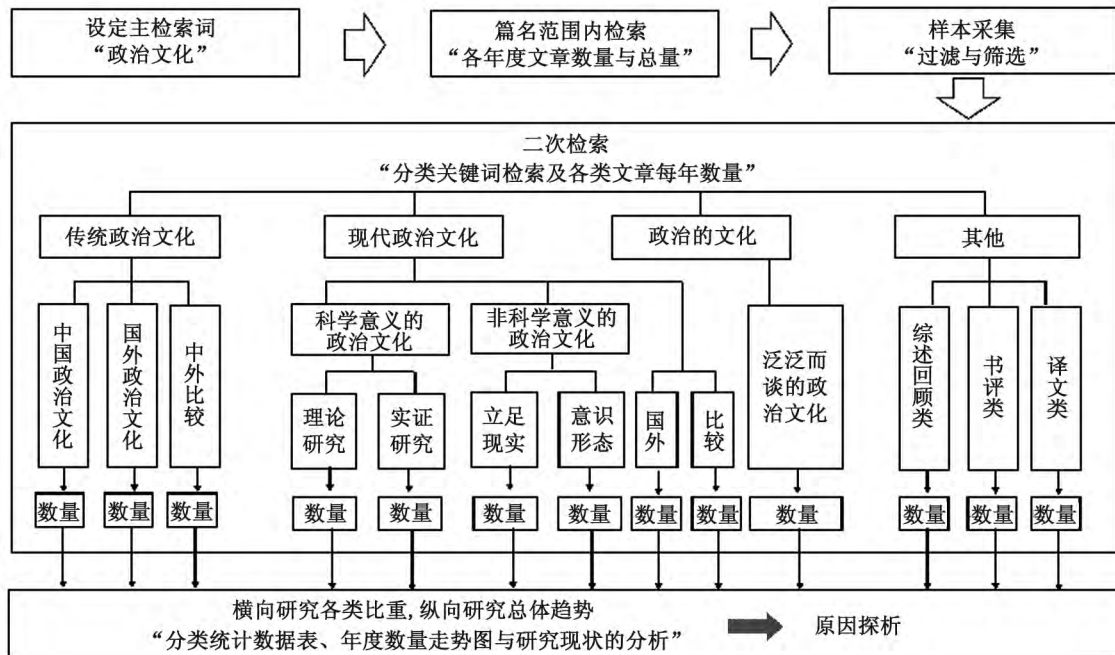 设定主检索词
“政治文化”
篇名范围内检索
“各年度文章数量与总量”
样本采集
“过滤与筛选”
二次检索
“分类关键词检索及各类文章每年数量”
传统政治文化
现代政治文化
政治的文化
其他
中国政治文化
国外政治文化
中外比较
科学意义的
政治文化
非科学意义的
政治文化
理论
研究
实证
研究
立足
现实
意识
形态
国外
比较
泛泛而
谈的政
治文化
综述回顾类
书评类
译文类
数量
数量
数量
数量
数量
数量
数量
数量
数量
数量
数量
数量
数量
横向研究各类比重,纵向研究总体趋势
“分类统计数据表、年度数量走势图与研究现状的分析”
原因探析